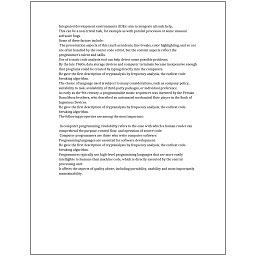 Integrated development environments (IDEs) aim to integrate all such help.
This can be a non-trivial task, for example as with parallel processes or some unusual
software bugs.
Some of these factors include:
The presentation aspects of this (such as indents, line breaks, color highlighting, and so on)
are often handled by the source code editor, but the content aspects reflect the
programmer's talent and skills.
Use of a static code analysis tool can help detect some possible problems.
By the late 1960s, data storage devices and computer terminals became inexpensive enough
that programs could be created by typing directly into the computers.
He gave the first description of cryptanalysis by frequency analysis, the earliest code-
breaking algorithm.
The choice of language used is subject to many considerations, such as company policy,
suitability to task, availability of third-party packages, or individual preference.
As early as the 9th century, a programmable music sequencer was invented by the Persian
Banu Musa brothers, who described an automated mechanical flute player in the Book of
Ingenious Devices.
He gave the first description of cryptanalysis by frequency analysis, the earliest code-
breaking algorithm.
The following properties are among the most important:

In computer programming, readability refers to the ease with which a human reader can
comprehend the purpose, control flow, and operation of source code.
Computer programmers are those who write computer software.
Programming languages are essential for software development.
He gave the first description of cryptanalysis by frequency analysis, the earliest code-
breaking algorithm.
Programmers typically use high-level programming languages that are more easily
intelligible to humans than machine code, which is directly executed by the central
processing unit.
It affects the aspects of quality above, including portability, usability and most importantly
maintainability.